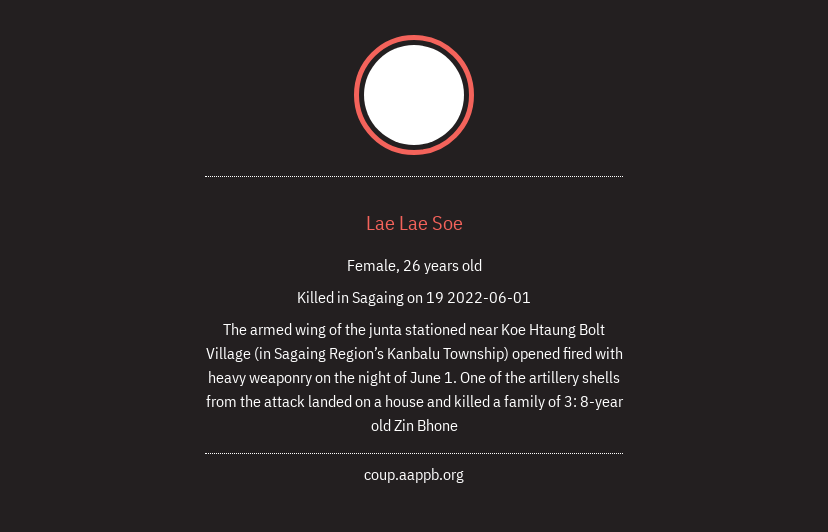 Lae Lae Soe
Female, 26 years old
Killed in Sagaing on 19 2022-06-01
The armed wing of the junta stationed near Koe Htaung Bolt
Village (in Sagaing Region’s Kanbalu Township) opened fired with
heavy weaponry on the night of June 1. One of the artillery shells
from the attack landed on a house and killed a family of 3: 8-year
old Zin Bhone
coup.aappb.org